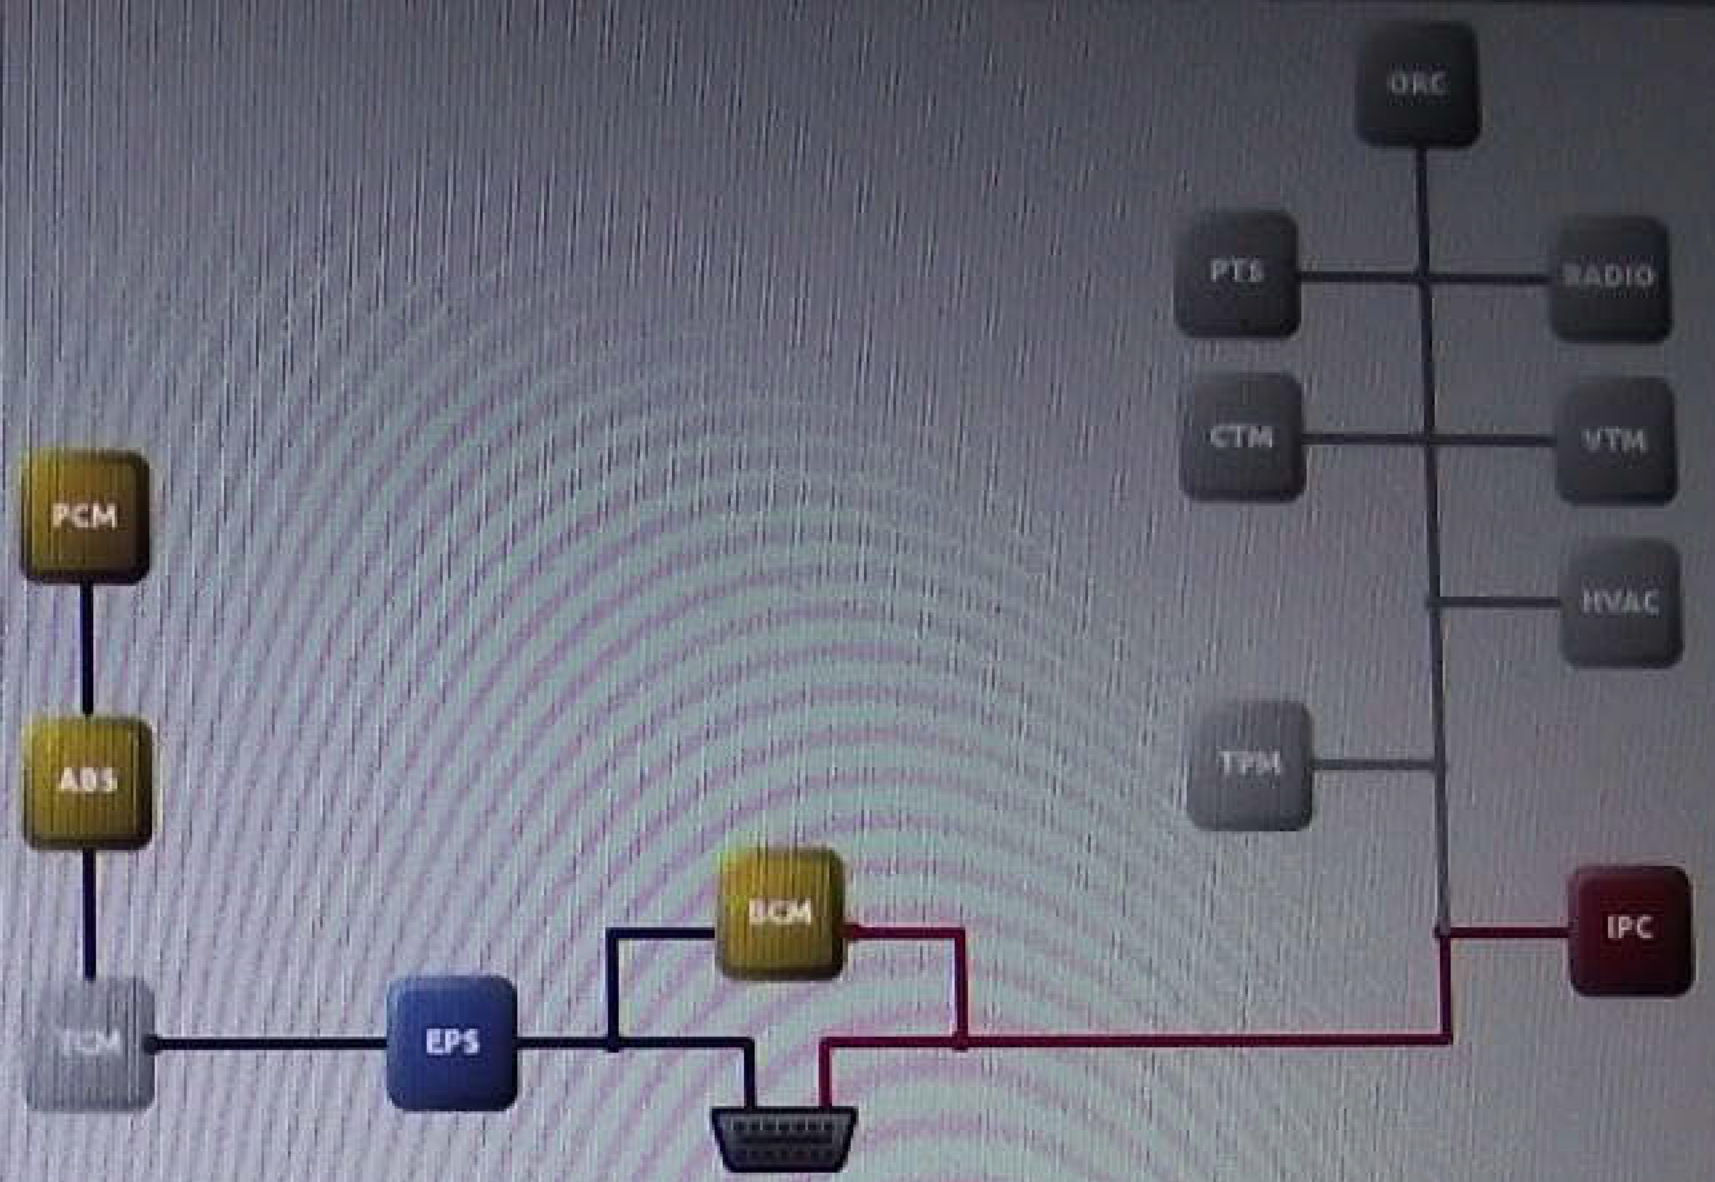 ORC
PTS
RADIO
CTM
VTM
HVAC
PCM
TPM
ABS
BCM
IPC
TCM
EPS